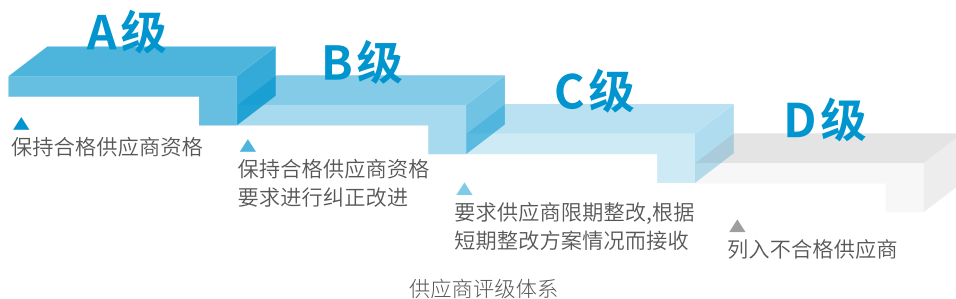 A级
保持合格供应商资格
B级
保持合格供应商资格
要求进行纠正改进
C级
要求供应商限期整改,根据
短期整改方案情况而接收
D级
列入不合格供应商
供应商评级体系